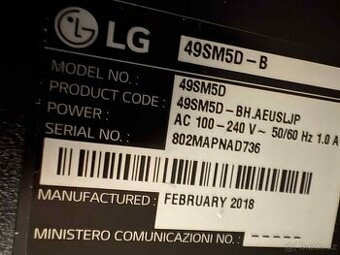 LG 49SM5D-B
MODEL NO.: 49SM5D
PRODUCT CODE: 49SM5D-BH.AEUSLJP
POWER: AC 100-240 V~ 50/60 Hz 1.0 A
SERIAL NO.: 802MAPNAD736
MANUFACTURED: FEBRUARY 2018
MINISTERO COMUNICAZIONI NO.: -----